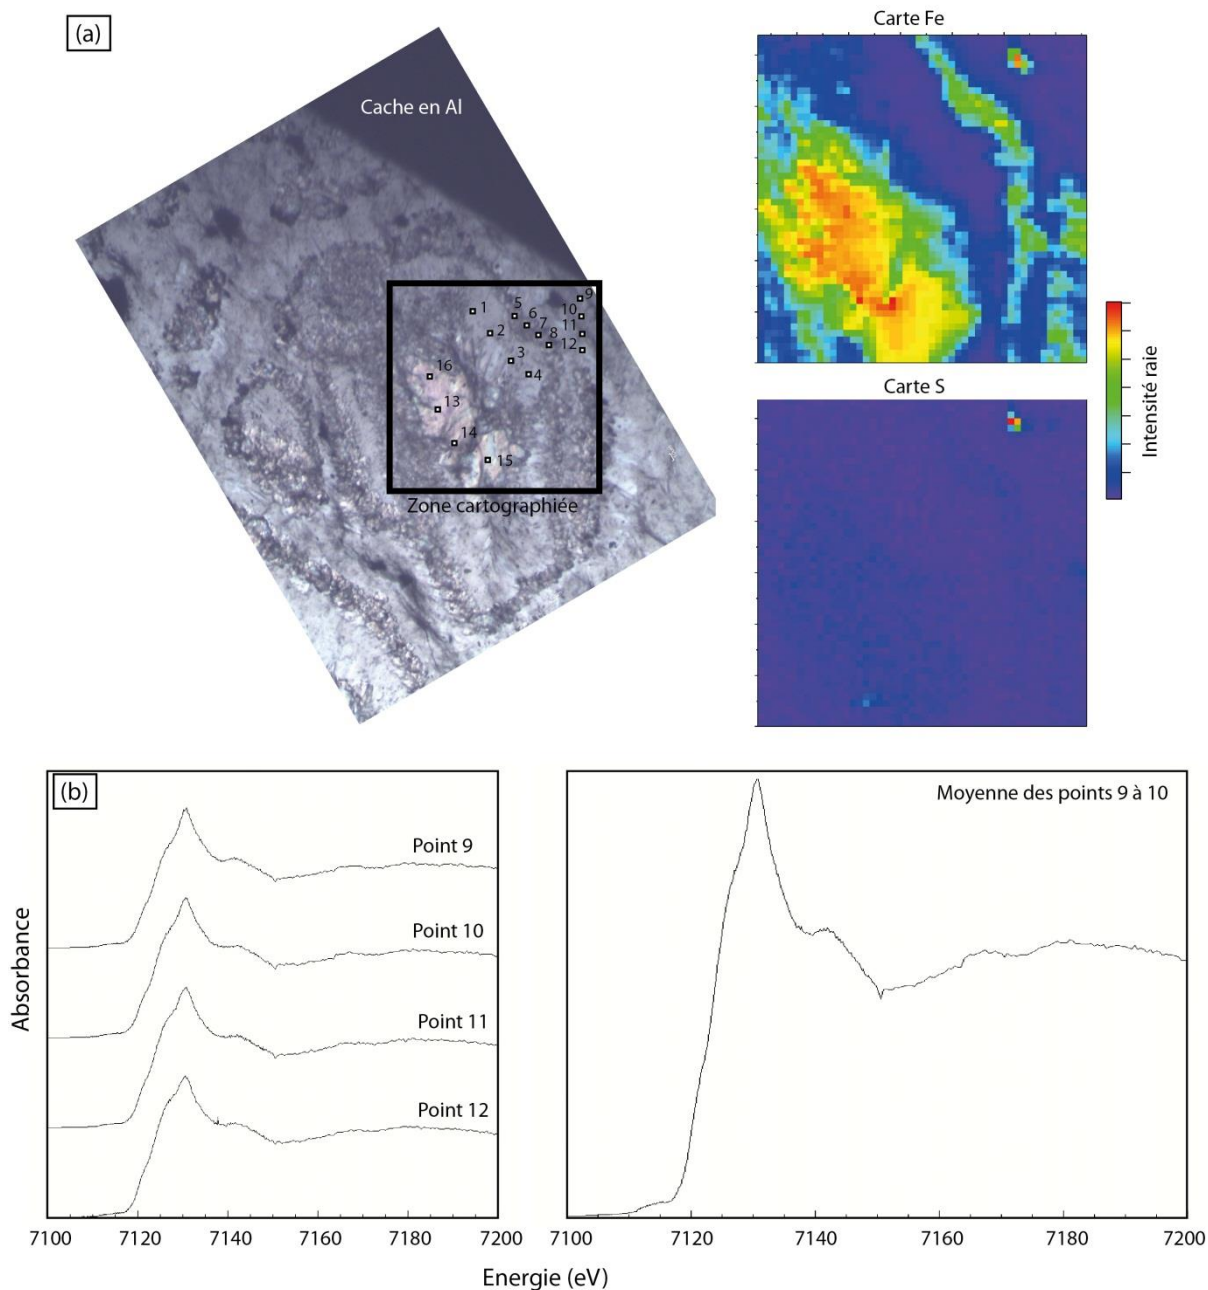 (a)
Cache en Al
1
5
6
7
8
9
10
11
12
2
3
4
16
13
14
15
Zone cartographiée
Carte Fe
Carte S
Intensité raie
(b)
Point 9
Point 10
Point 11
Point 12
Moyenne des points 9 à 10
Absorbance
7100 7120 7140 7160 7180 7200
7100 7120 7140 7160 7180 7200
Energie (eV)